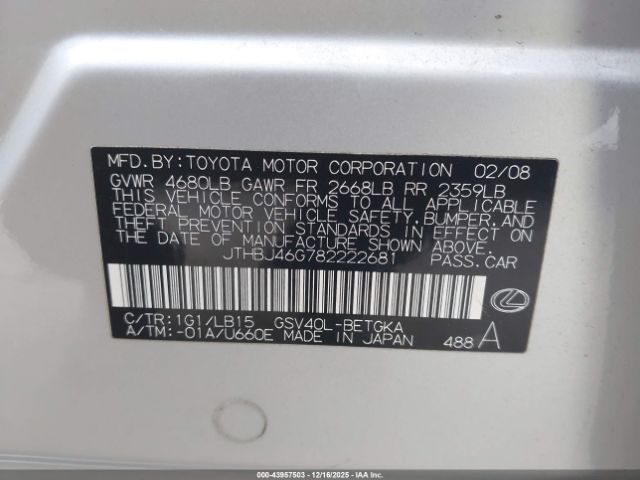 MFD.BY:TOYOTA MOTOR CORPORATION 02/08
GVWR 4680LB GAWR FR 2668LB RR 2359LB
THIS VEHICLE CONFORMS TO ALL APPLICABLE
FEDERAL MOTOR VEHICLE SAFETY,BUMPER,AND
THEFT PREVENTION STANDARDS IN EFFECT ON
THE DATE OF MANUFACTURE SHOWN ABOVE.
JTHBJ46G782222681 PASS.CAR
C/TR:1G1/LB15 GSV40L-BETGKA
A/TM:-01A/U660E MADE IN JAPAN 488 A
000-43957503 - 12/16/2025 - Copyright © IAA, LLC